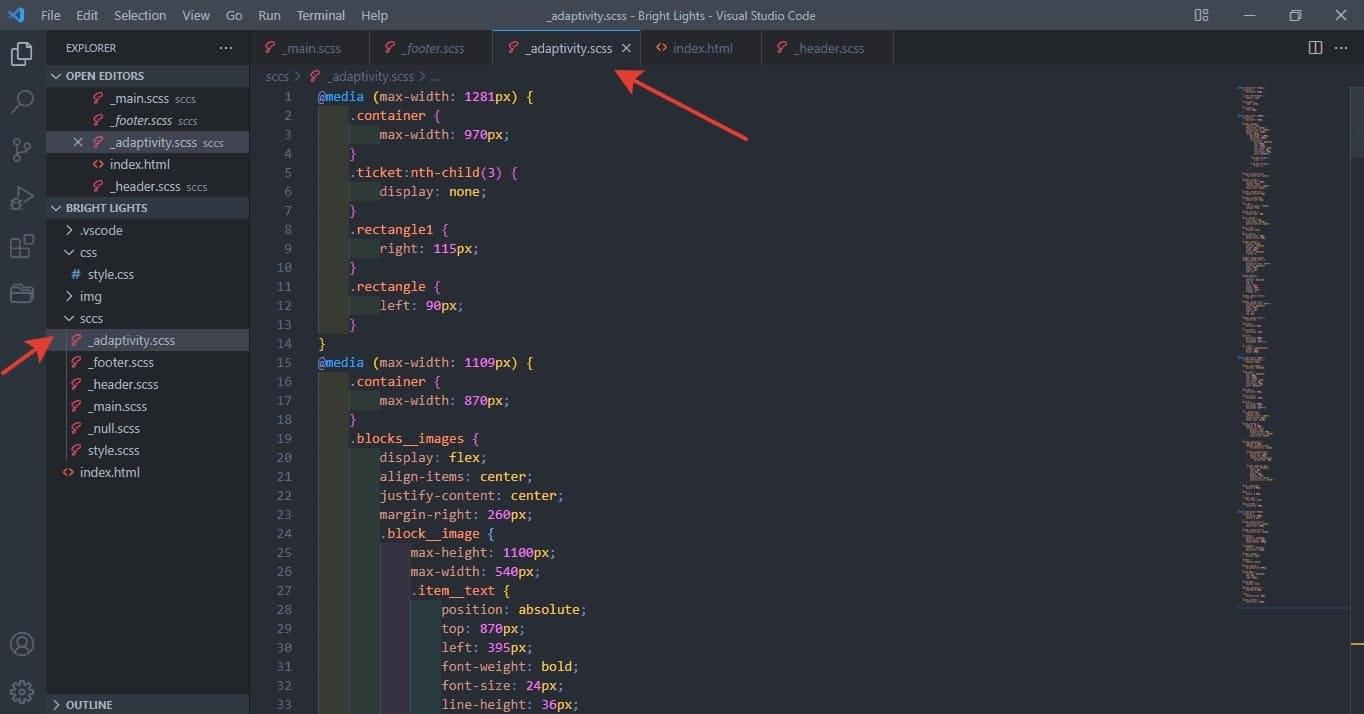 File Edit Selection View Go Run Terminal Help _adaptivity.scss - Bright Lights - Visual Studio Code
EXPLORER ...
OPEN EDITORS
_main.scss sccs
_footer.scss sccs
_adaptivity.scss sccs
index.html
_header.scss sccs
BRIGHT LIGHTS
.vscode
css
# style.css
img
sccs
_adaptivity.scss
_footer.scss
_header.scss
_main.scss
_null.scss
style.scss
index.html
OUTLINE
_main.scss _footer.scss _adaptivity.scss index.html _header.scss
sccs > _adaptivity.scss > ...
1 @media (max-width: 1281px) {
2 .container {
3 max-width: 970px;
4 }
5 .ticket:nth-child(3) {
6 display: none;
7 }
8 .rectangle1 {
9 right: 115px;
10 }
11 .rectangle {
12 left: 90px;
13 }
14 }
15 @media (max-width: 1109px) {
16 .container {
17 max-width: 870px;
18 }
19 .blocks__images {
20 display: flex;
21 align-items: center;
22 justify-content: center;
23 margin-right: 260px;
24 .block__image {
25 max-height: 1100px;
26 max-width: 540px;
27 .item__text {
28 position: absolute;
29 top: 870px;
30 left: 395px;
31 font-weight: bold;
32 font-size: 24px;
33 line-height: 36px;